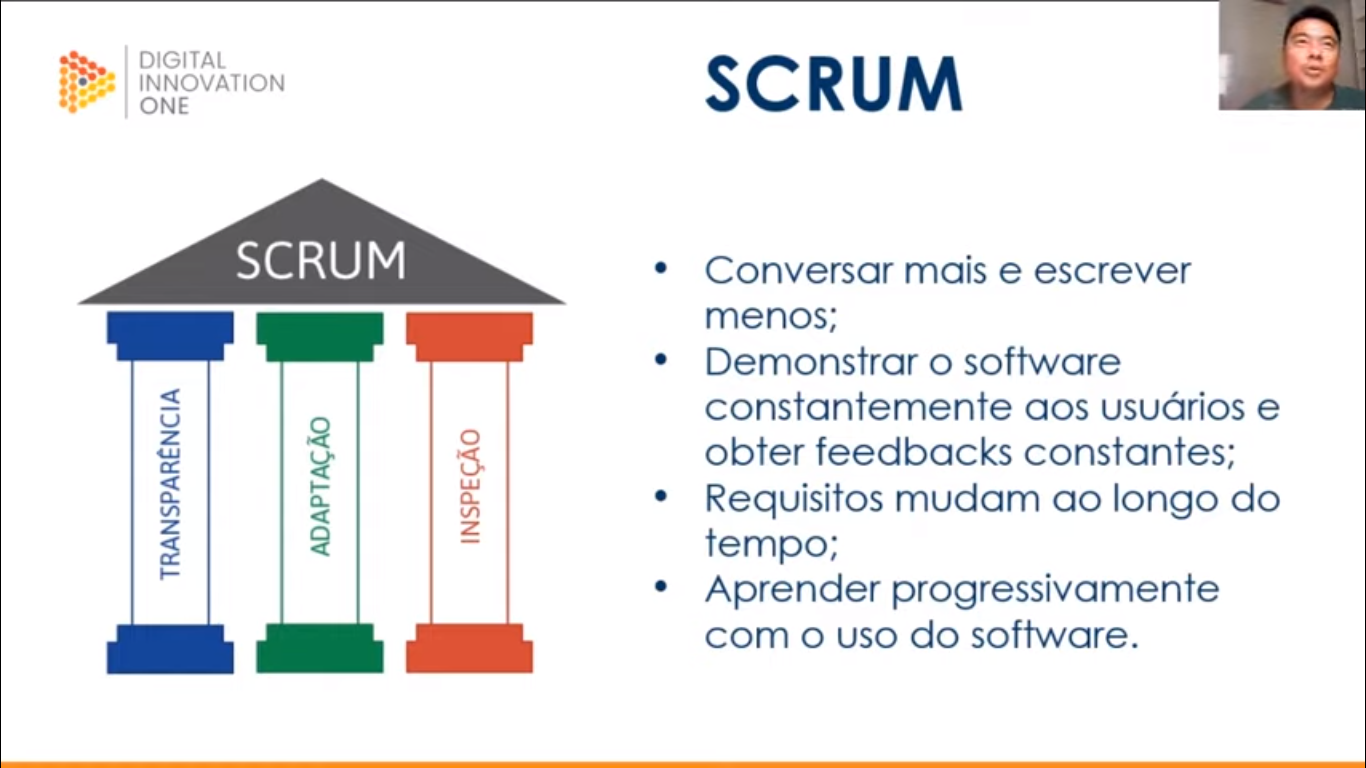 DIGITAL
INNOVATION
ONE
SCRUM
SCRUM
TRANSPARÊNCIA
ADAPTAÇÃO
INSPEÇÃO
• Conversar mais e escrever
menos;
• Demonstrar o software
constantemente aos usuários e
obter feedbacks constantes;
• Requisitos mudam ao longo do
tempo;
• Aprender progressivamente
com o uso do software.